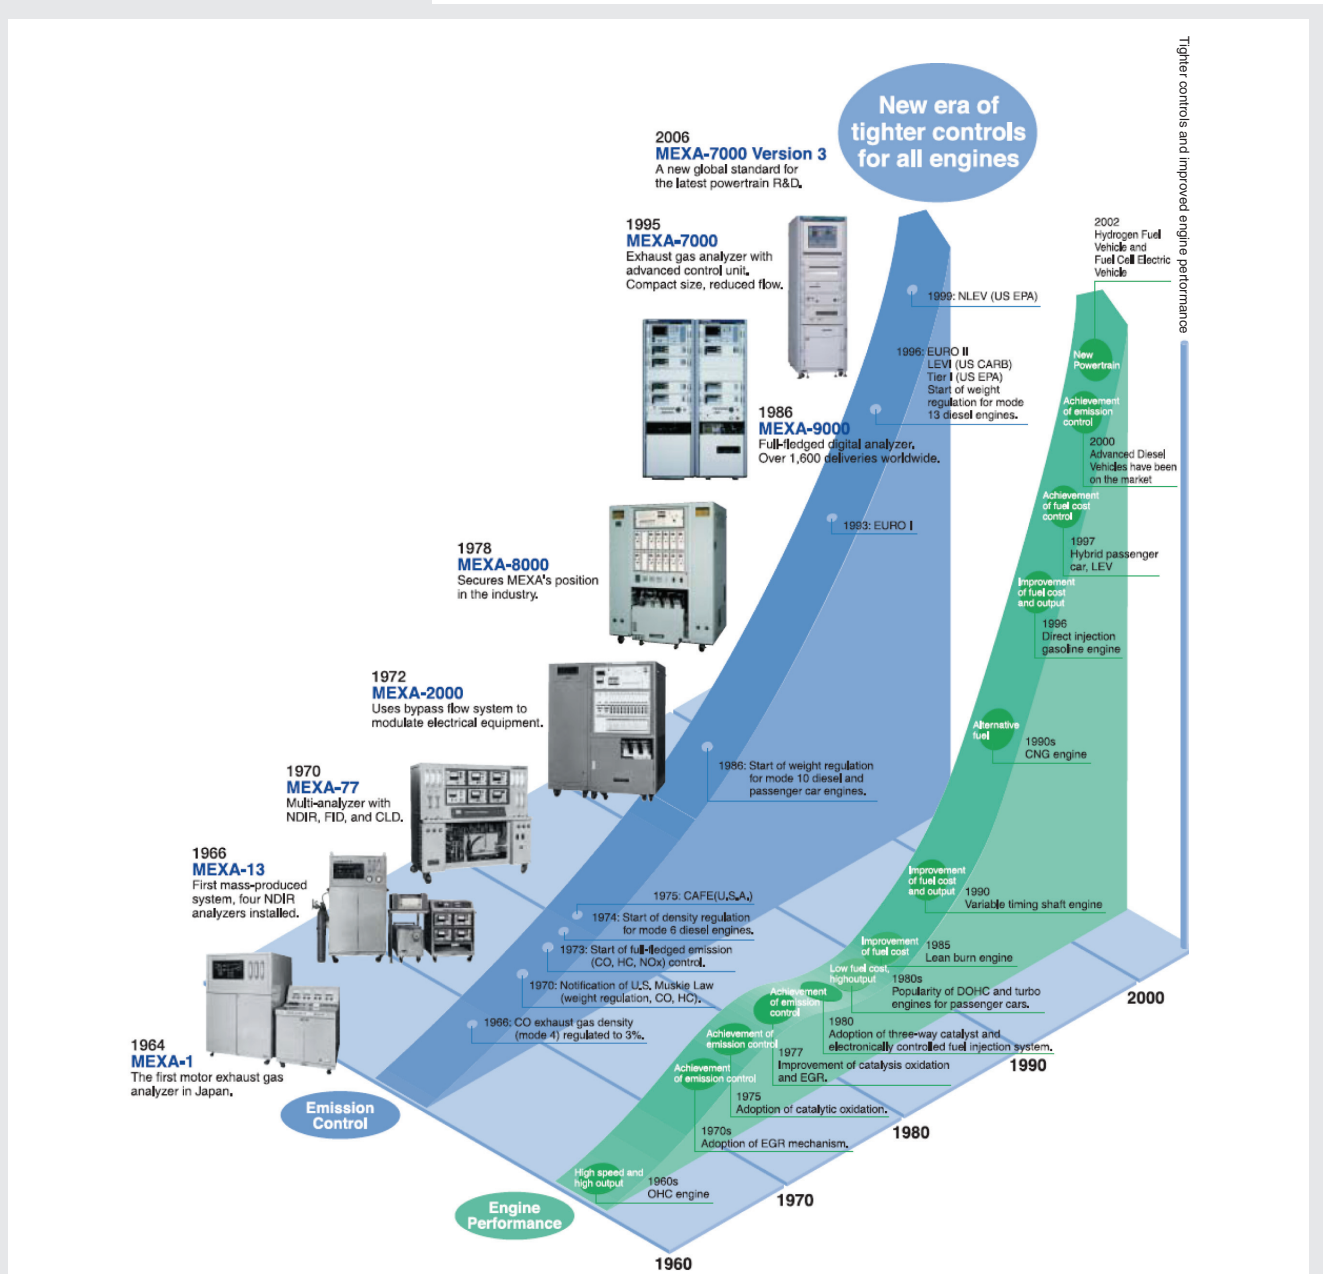 Tighter controls and improved engine performance
New era of
tighter controls
for all engines
2006
MEXA-7000 Version 3
A new global standard for
the latest powertrain R&D.
1995
MEXA-7000
Exhaust gas analyzer with
advanced control unit.
Compact size, reduced flow.
1986
MEXA-9000
Full-fledged digital analyzer.
Over 1,600 deliveries worldwide.
1978
MEXA-8000
Secures MEXA's position
in the industry.
1972
MEXA-2000
Uses bypass flow system to
modulate electrical equipment.
1970
MEXA-77
Multi-analyzer with
NDIR, FID, and CLD.
1966
MEXA-13
First mass-produced
system, four NDIR
analyzers installed.
1964
MEXA-1
The first motor exhaust gas
analyzer in Japan.
Emission
Control
1999: NLEV (US EPA)
1996: EURO II
LEVI (US CARB)
Tier I (US EPA)
Start of weight
regulation for mode
13 diesel engines.
1993: EURO I
1986: Start of weight regulation
for mode 10 diesel and
passenger car engines.
1975: CAFE(U.S.A.)
1974: Start of density regulation
for mode 6 diesel engines.
1973: Start of full-fledged emission
(CO, HC, NOx) control.
1970: Notification of U.S. Muskie Law
(weight regulation, CO, HC).
1966: CO exhaust gas density
(mode 4) regulated to 3%.
2002
Hydrogen Fuel
Vehicle and
Fuel Cell Electric
Vehicle
New
Powertrain
Achievement
of emission
control
2000
Advanced Diesel
Vehicles have been
on the market
Achievement
of fuel cost
control
1997
Hybrid passenger
car, LEV
Improvement
of fuel cost
and output
1996
Direct injection
gasoline engine
Alternative
fuel
1990s
CNG engine
Improvement
of fuel cost
and output
1990
Variable timing shaft engine
Improvement
of fuel cost
1985
Lean burn engine
Low fuel cost,
highoutput
1980s
Popularity of DOHC and turbo
engines for passenger cars.
Achievement
of emission
control
1980
Adoption of three-way catalyst and
electronically controlled fuel injection system.
Achievement of
emission control
1977
Improvement of catalysis oxidation
and EGR.
Achievement
of emission control
1975
Adoption of catalytic oxidation.
1970s
Adoption of EGR mechanism.
High speed and
high output
1960s
OHC engine
Engine
Performance
2000
1990
1980
1970
1960